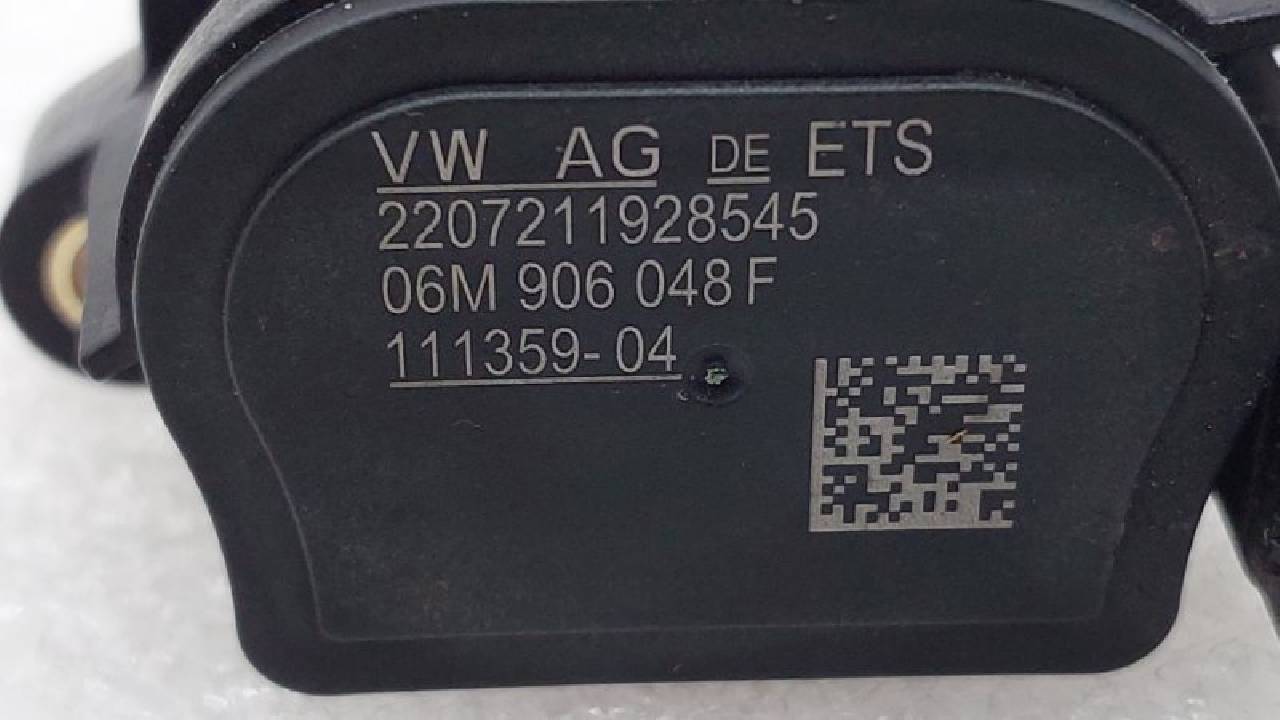 VW AG DE ETS
2207211928545
06M 906 048 F
111359-04